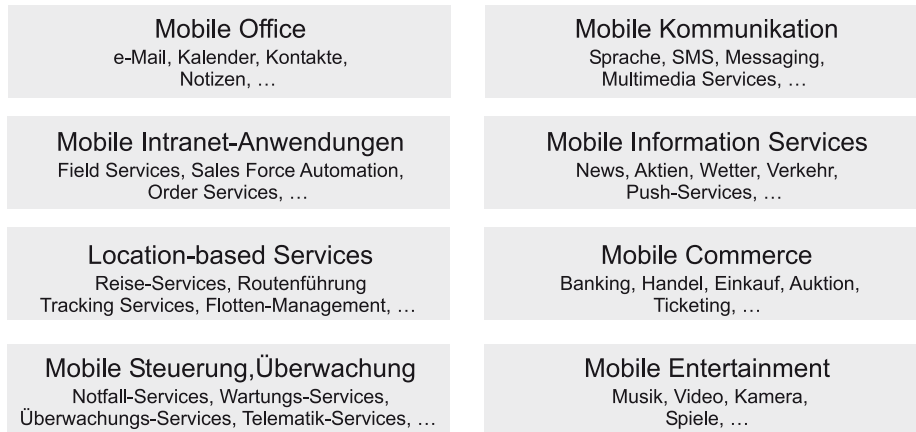 Mobile Office
e-Mail, Kalender, Kontakte,
Notizen, …
Mobile Kommunikation
Sprache, SMS, Messaging,
Multimedia Services, …
Mobile Intranet-Anwendungen
Field Services, Sales Force Automation,
Order Services, …
Mobile Information Services
News, Aktien, Wetter, Verkehr,
Push-Services, …
Location-based Services
Reise-Services, Routenführung
Tracking Services, Flotten-Management, …
Mobile Commerce
Banking, Handel, Einkauf, Auktion,
Ticketing, …
Mobile Steuerung,Überwachung
Notfall-Services, Wartungs-Services,
Überwachungs-Services, Telematik-Services, …
Mobile Entertainment
Musik, Video, Kamera,
Spiele, …